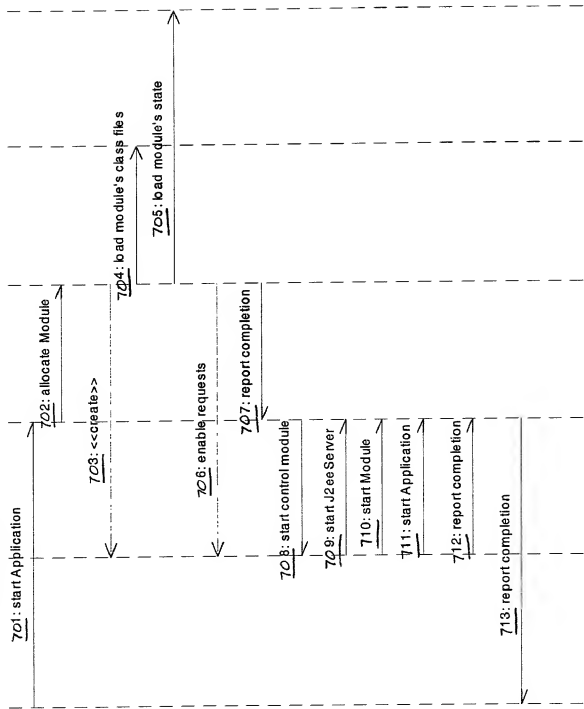 701: start Application
702: allocate Module
703: <<create>>
704: load module's class files
705: load module's state
706: enable requests
707: report completion
708: start control module
709: start J2eeServer
710: start Module
711: start Application
712: report completion
713: report completion